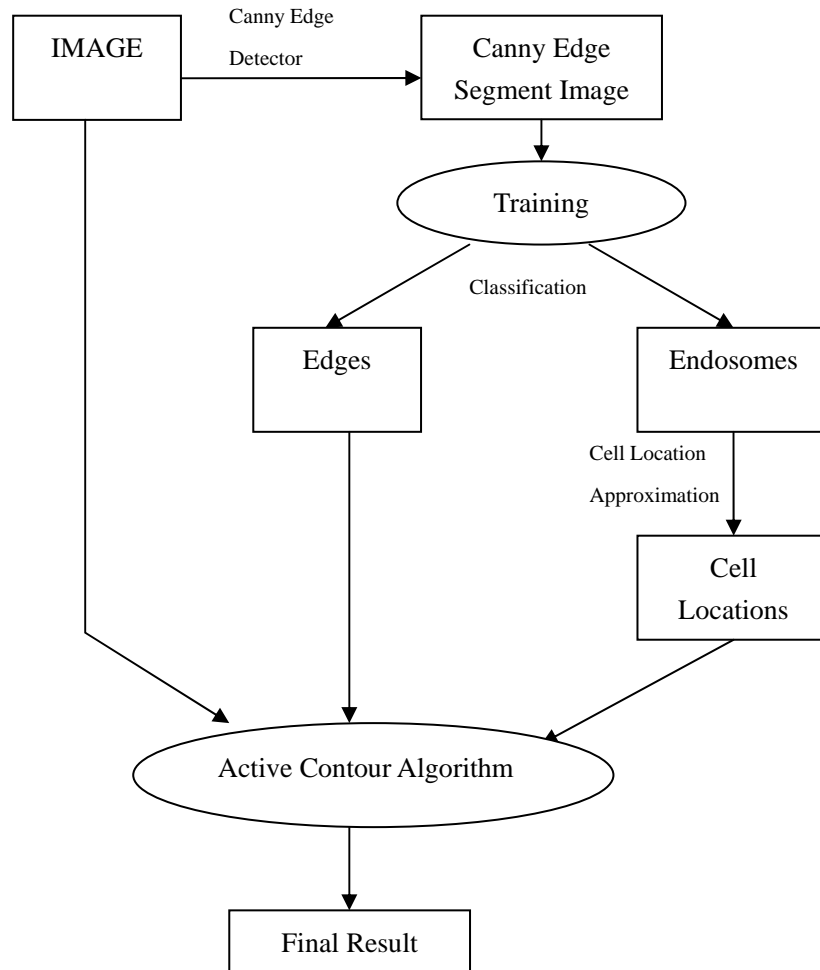 IMAGE
Canny Edge
Detector
Canny Edge
Segment Image
Training
Classification
Edges
Endosomes
Cell Location
Approximation
Cell
Locations
Active Contour Algorithm
Final Result